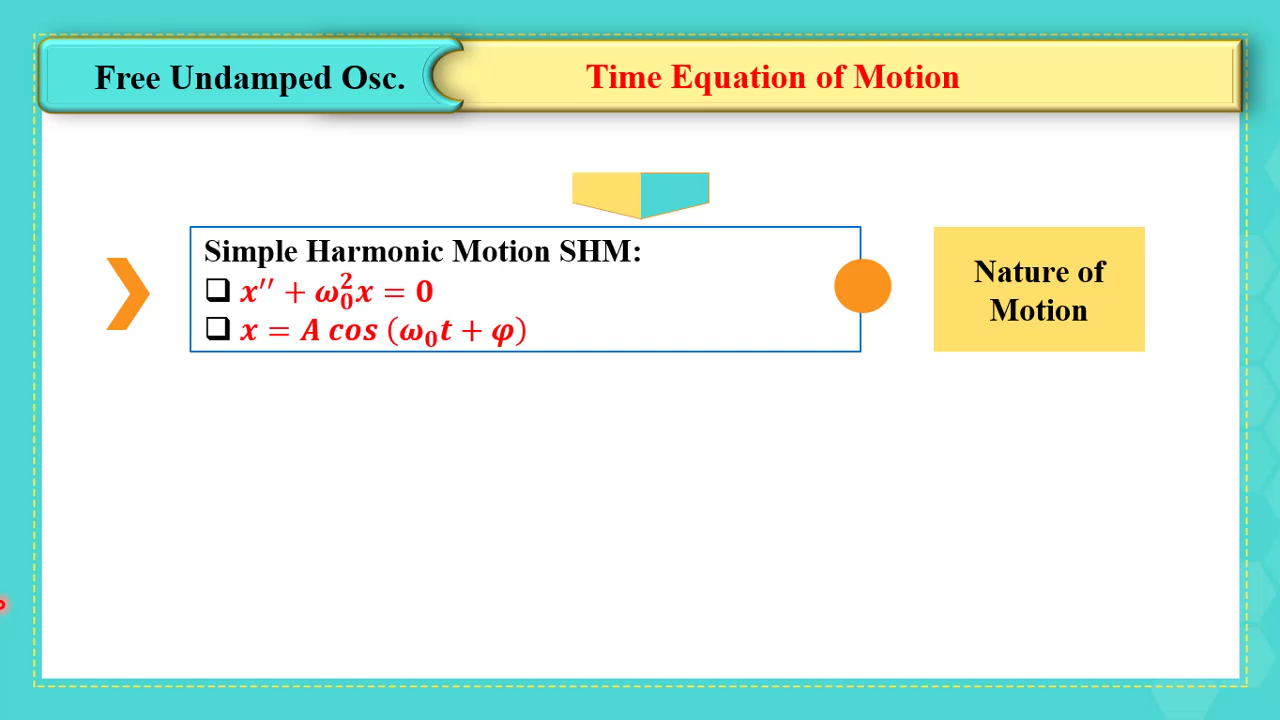 Free Undamped Osc.
Time Equation of Motion
Simple Harmonic Motion SHM:
❑ 𝒙′′ + 𝝎₀²𝒙 = 𝟎
❑ 𝒙 = 𝑨 𝒄𝒐𝒔 (𝝎₀𝒕 + 𝝋)
Nature of
Motion